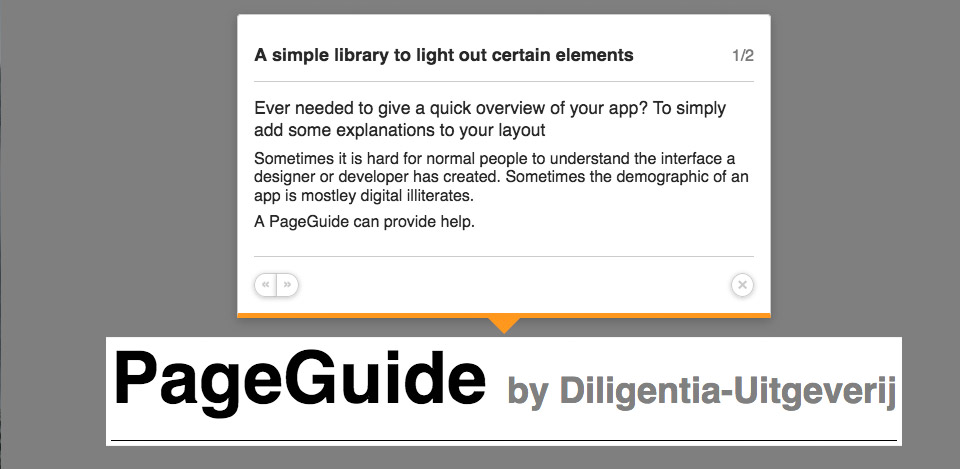 A simple library to light out certain elements 1/2
Ever needed to give a quick overview of your app? To simply
add some explanations to your layout
Sometimes it is hard for normal people to understand the interface a
designer or developer has created. Sometimes the demographic of an
app is mostley digital illiterates.
A PageGuide can provide help.
« »
×
PageGuide by Diligentia-Uitgeverij